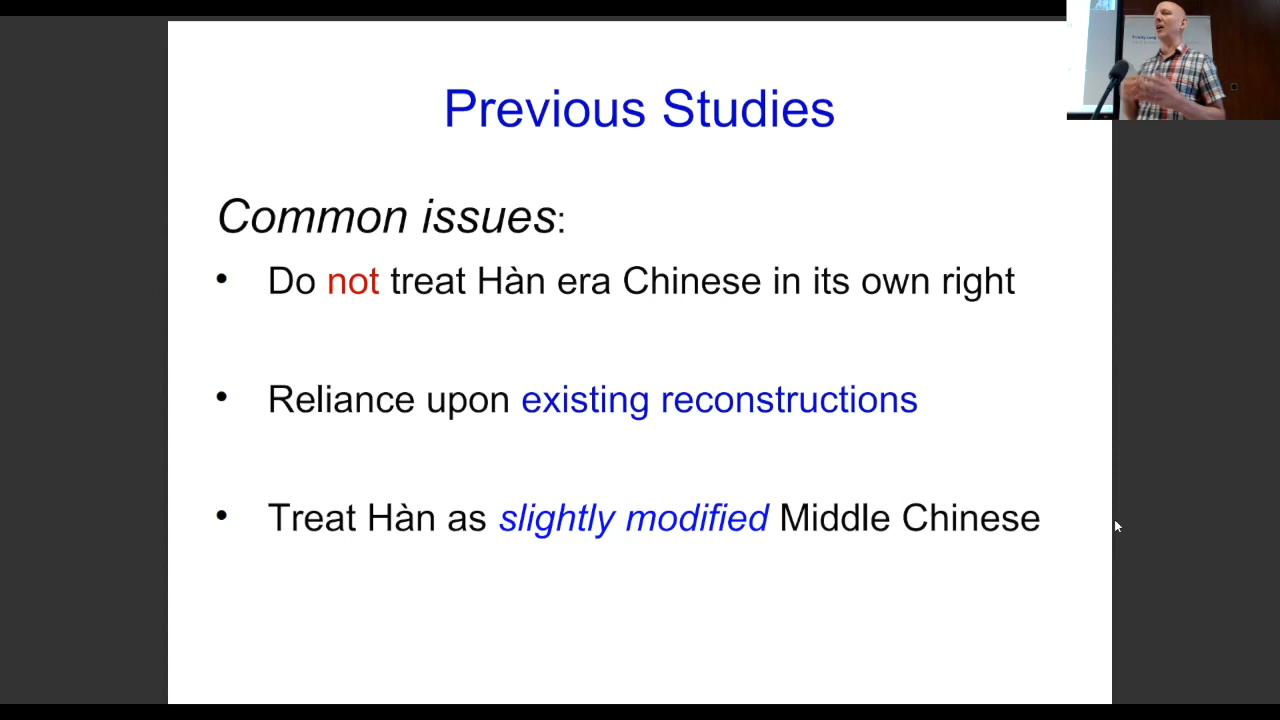 Previous Studies
Common issues:
• Do not treat Hàn era Chinese in its own right
• Reliance upon existing reconstructions
• Treat Hàn as slightly modified Middle Chinese